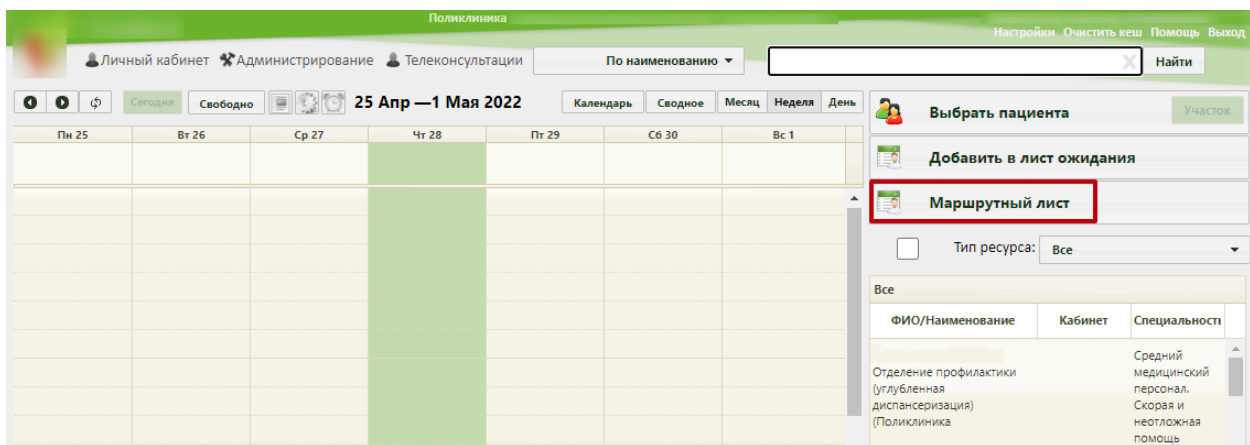 Поликлиника
Настройки Очистить кеш Помощь Выход
Личный кабинет Администрирование Телеконсультации По наименованию Найти
Сегодня Свободно 25 Апр —1 Мая 2022 Календарь Сводное Месяц Неделя День
Пн 25 Вт 26 Ср 27 Чт 28 Пт 29 Сб 30 Вс 1
Выбрать пациента Участок
Добавить в лист ожидания
Маршрутный лист
Тип ресурса: Все
Все
ФИО/Наименование Кабинет Специальность
Средний
Отделение профилактики медицинский
(углубленная персонал.
диспансеризация) Скорая и
(Поликлиника неотложная
помощь